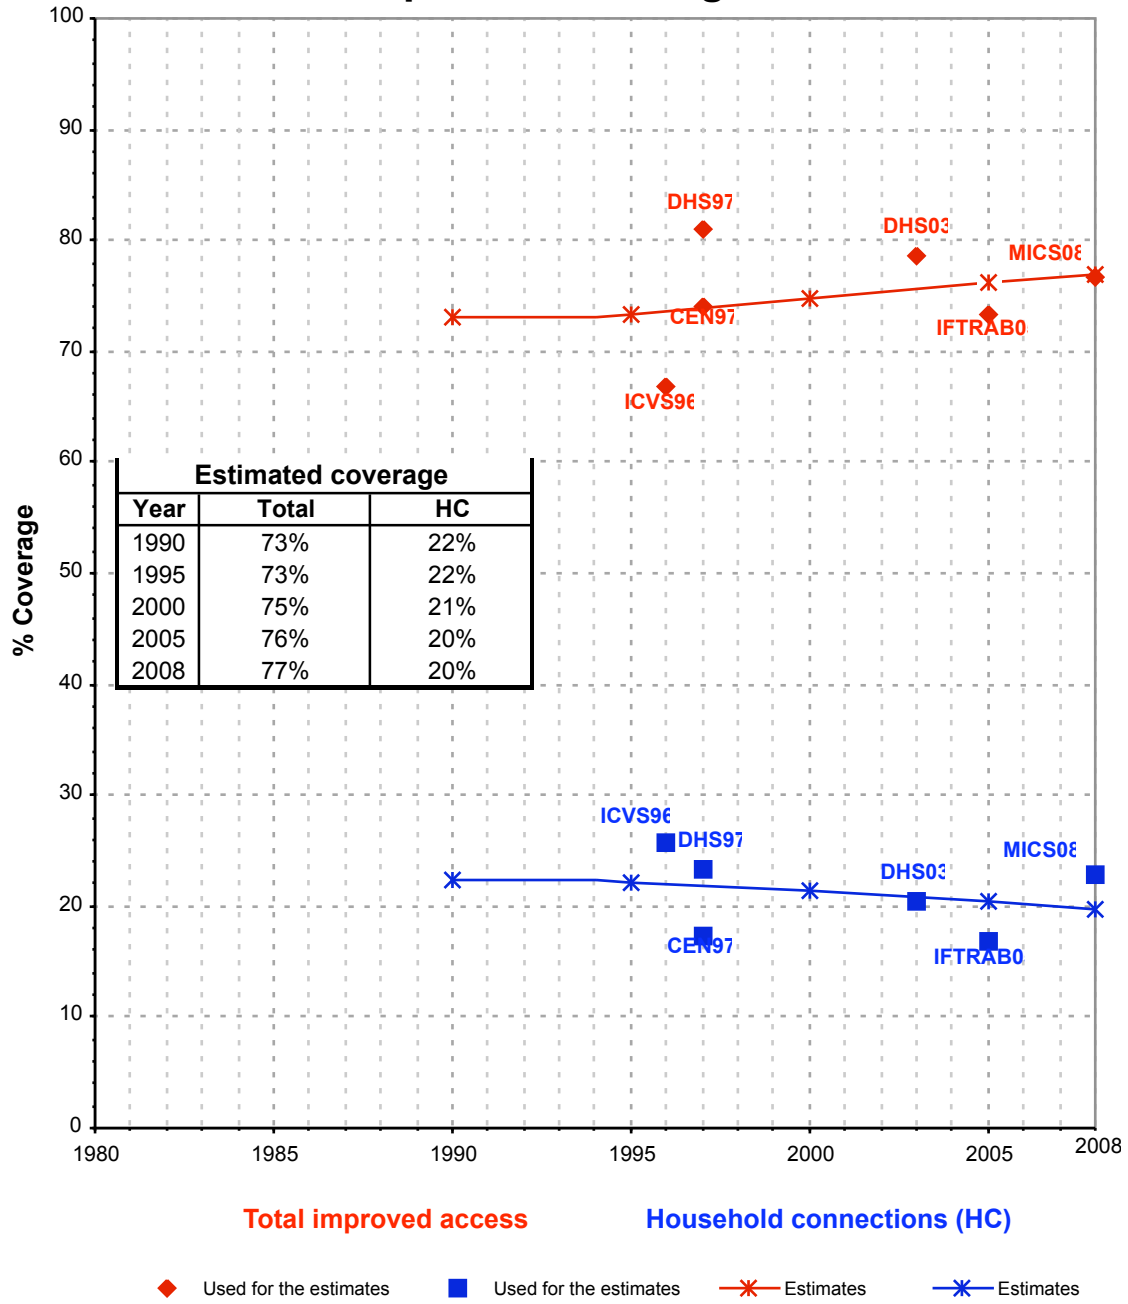 100
90
DHS97
80
DHS03
MICS08
CEN97
IFTRAB0
70
ICVS96
60
Estimated coverage
Year Total HC
1990 73% 22%
1995 73% 22%
2000 75% 21%
2005 76% 20%
2008 77% 20%
% Coverage
50
40
30
ICVS96
DHS97
MICS08
DHS03
20
CEN97
IFTRAB0
10
0
1980 1985 1990 1995 2000 2005 2008
Total improved access Household connections (HC)
Used for the estimates Used for the estimates Estimates Estimates